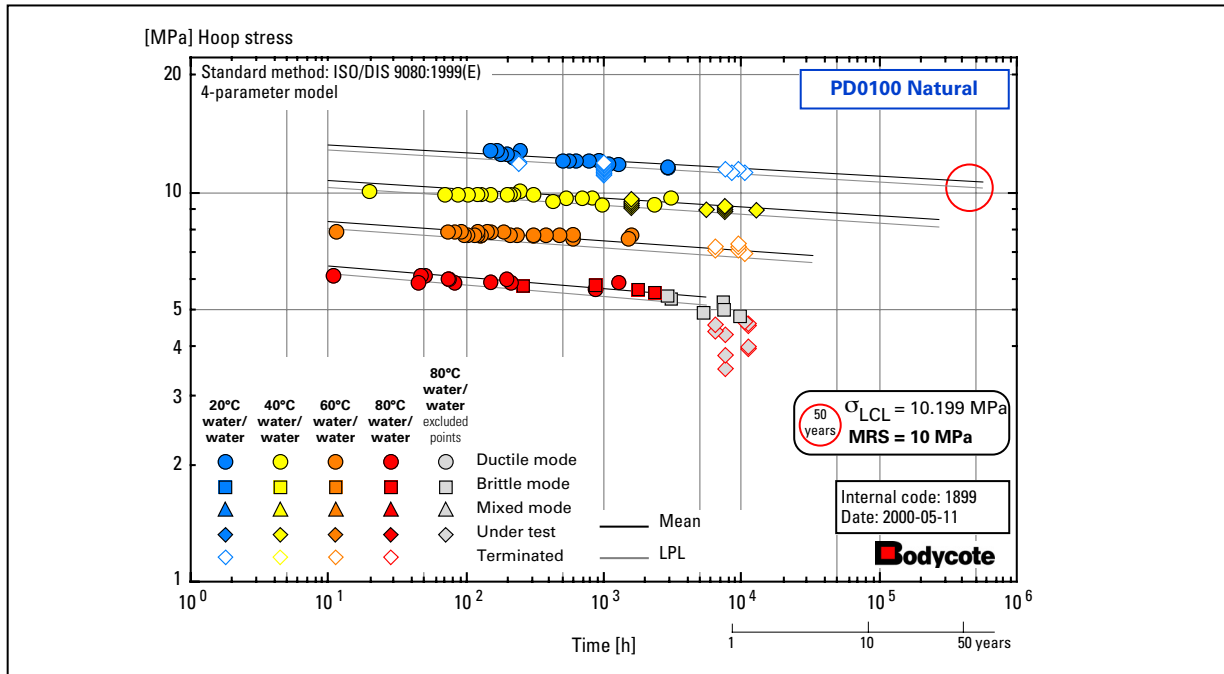 [MPa] Hoop stress
20
10
5
4
3
2
1
Standard method: ISO/DIS 9080:1999(E)
4-parameter model
PD0100 Natural
50
years
σLCL = 10.199 MPa
MRS = 10 MPa
20°C
water/
water
40°C
water/
water
60°C
water/
water
80°C
water/
water
80°C
water/
water
excluded
points
Ductile mode
Brittle mode
Mixed mode
Under test
Terminated
Mean
LPL
Internal code: 1899
Date: 2000-05-11
Bodycote
10^0 10^1 10^2 10^3 10^4 10^5 10^6
Time [h]
1 10 50 years